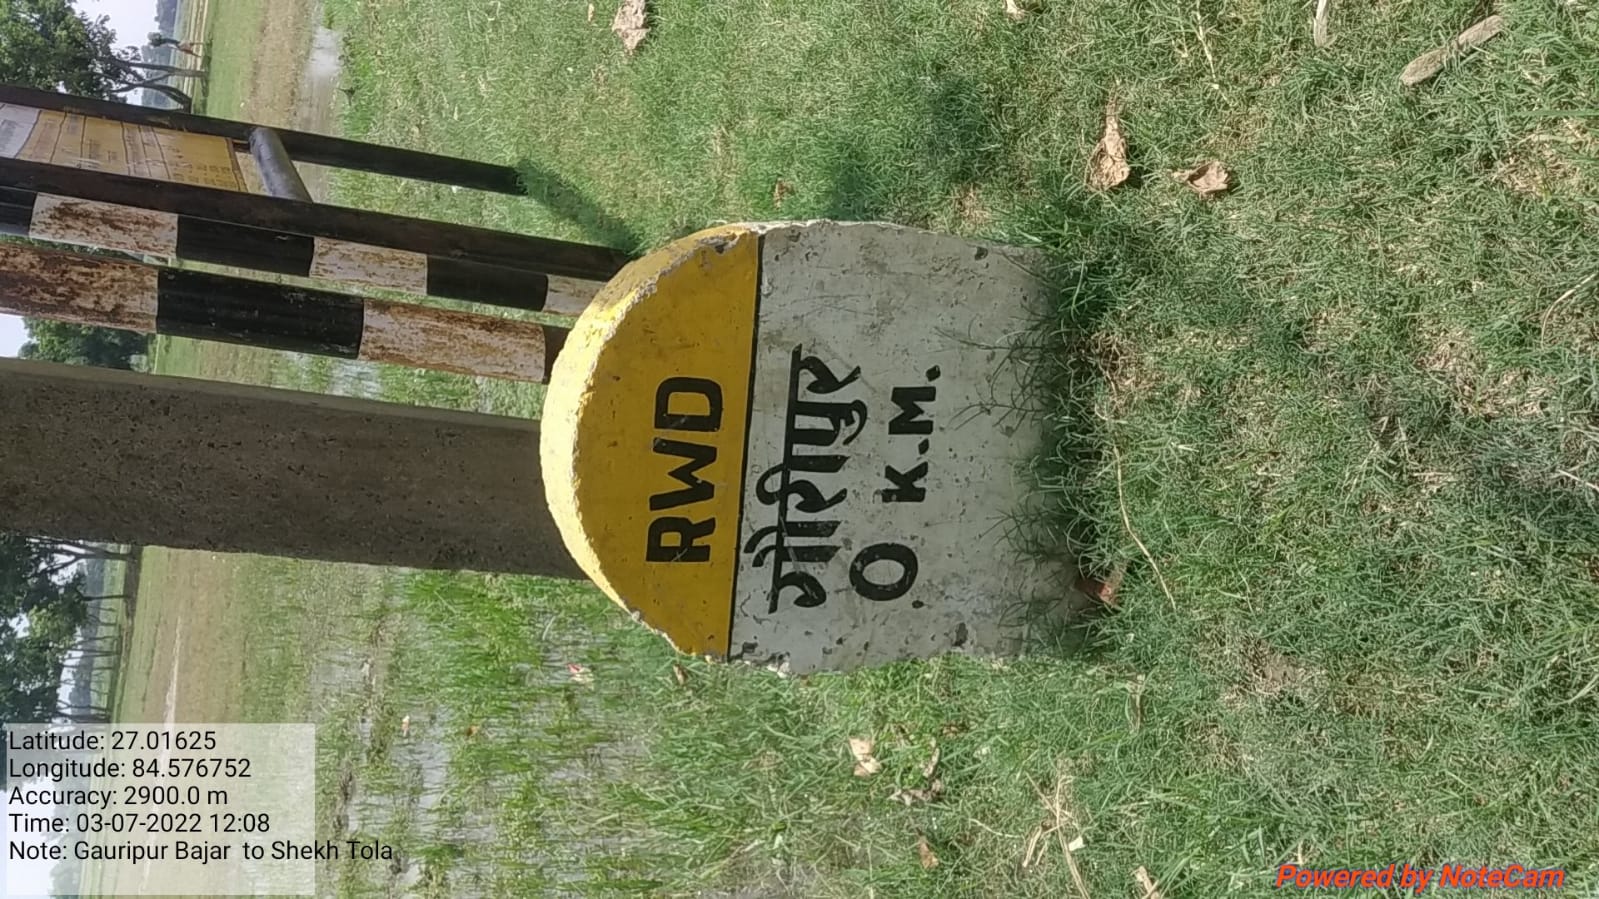 RWD
गोरीपुर
0 K.M.
Latitude: 27.01625
Longitude: 84.576752
Accuracy: 2900.0 m
Time: 03-07-2022 12:08
Note: Gauripur Bajar to Shekh Tola
Powered by NoteCam